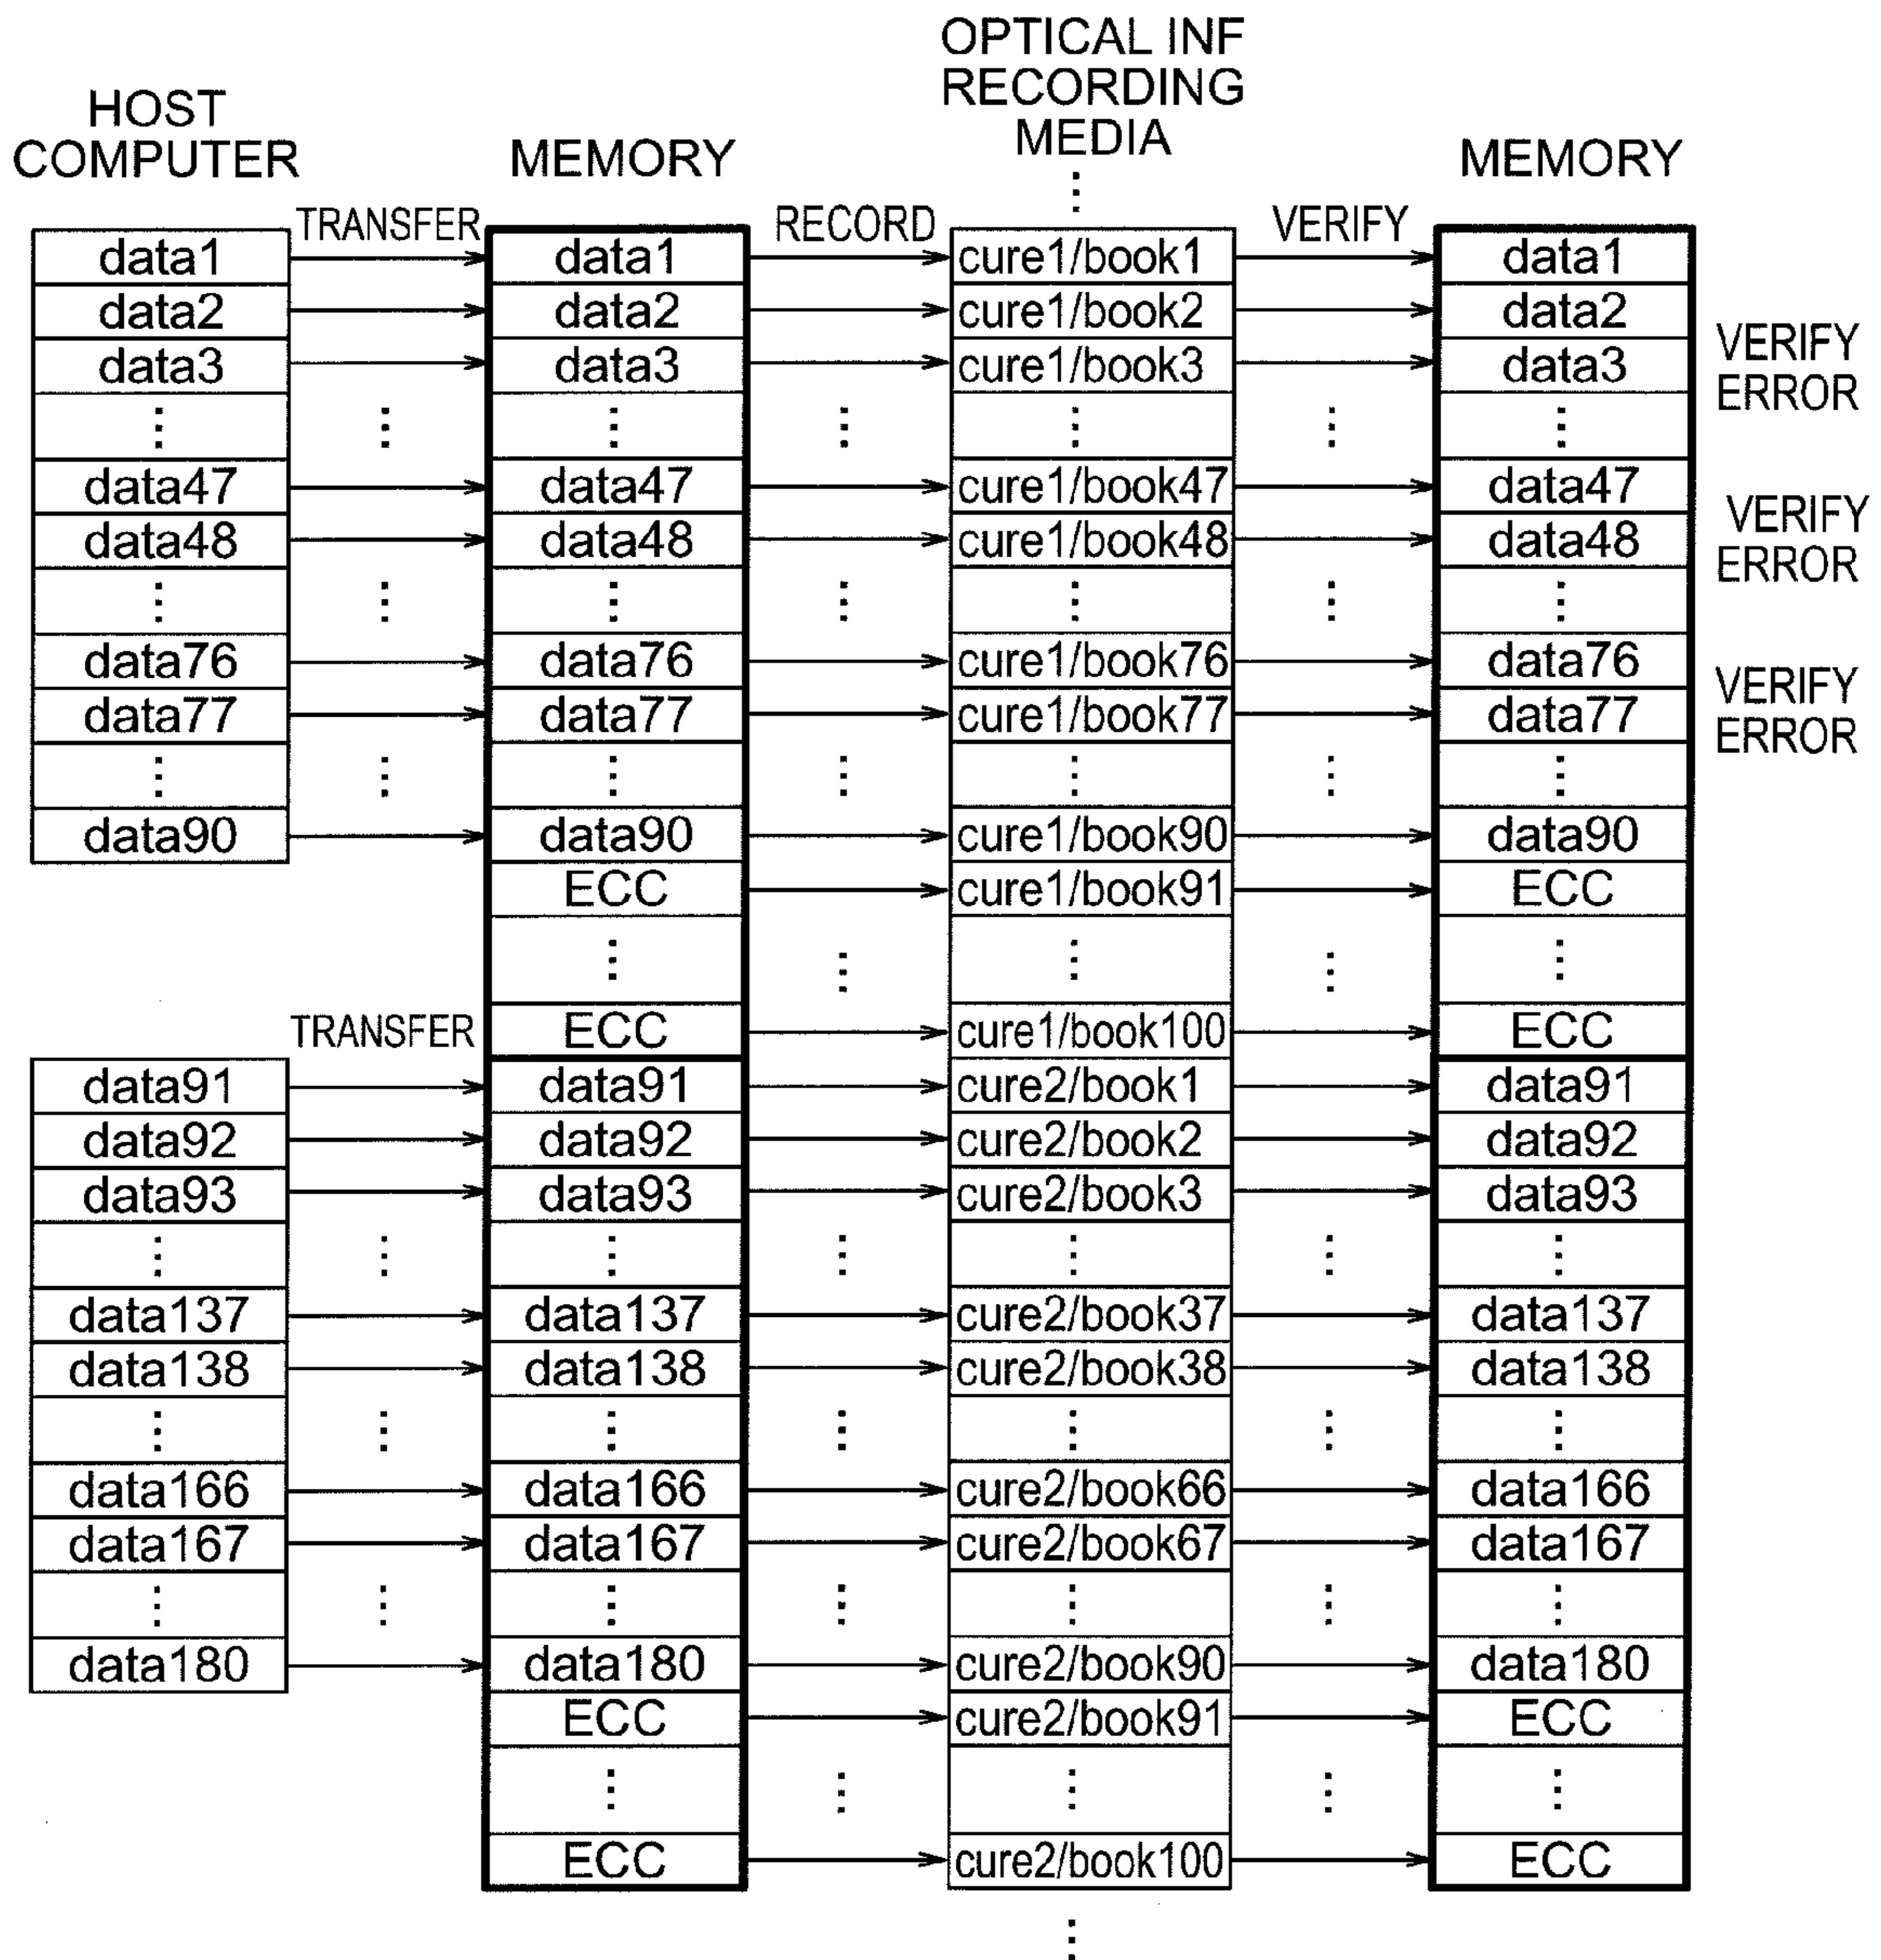 OPTICAL INF
RECORDING
MEDIA
HOST
COMPUTER
MEMORY
MEMORY
TRANSFER
RECORD
VERIFY
data1 data1 cure1/book1 data1
data2 data2 cure1/book2 data2
data3 data3 cure1/book3 data3
VERIFY
ERROR
data47 data47 cure1/book47 data47
data48 data48 cure1/book48 data48
VERIFY
ERROR
data76 data76 cure1/book76 data76
data77 data77 cure1/book77 data77
VERIFY
ERROR
data90 data90 cure1/book90 data90
ECC cure1/book91 ECC
TRANSFER ECC cure1/book100 ECC
data91 data91 cure2/book1 data91
data92 data92 cure2/book2 data92
data93 data93 cure2/book3 data93
data137 data137 cure2/book37 data137
data138 data138 cure2/book38 data138
data166 data166 cure2/book66 data166
data167 data167 cure2/book67 data167
data180 data180 cure2/book90 data180
ECC cure2/book91 ECC
ECC cure2/book100 ECC